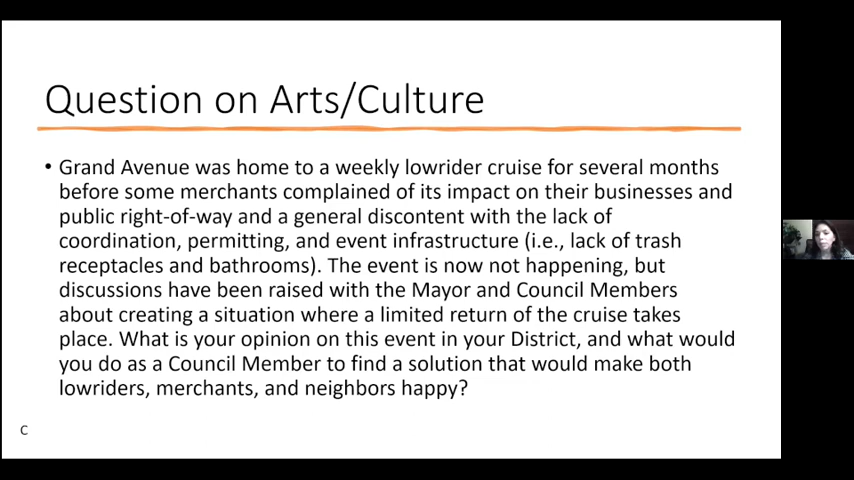 Question on Arts/Culture
• Grand Avenue was home to a weekly lowrider cruise for several months
before some merchants complained of its impact on their businesses and
public right-of-way and a general discontent with the lack of
coordination, permitting, and event infrastructure (i.e., lack of trash
receptacles and bathrooms). The event is now not happening, but
discussions have been raised with the Mayor and Council Members
about creating a situation where a limited return of the cruise takes
place. What is your opinion on this event in your District, and what would
you do as a Council Member to find a solution that would make both
lowriders, merchants, and neighbors happy?
C